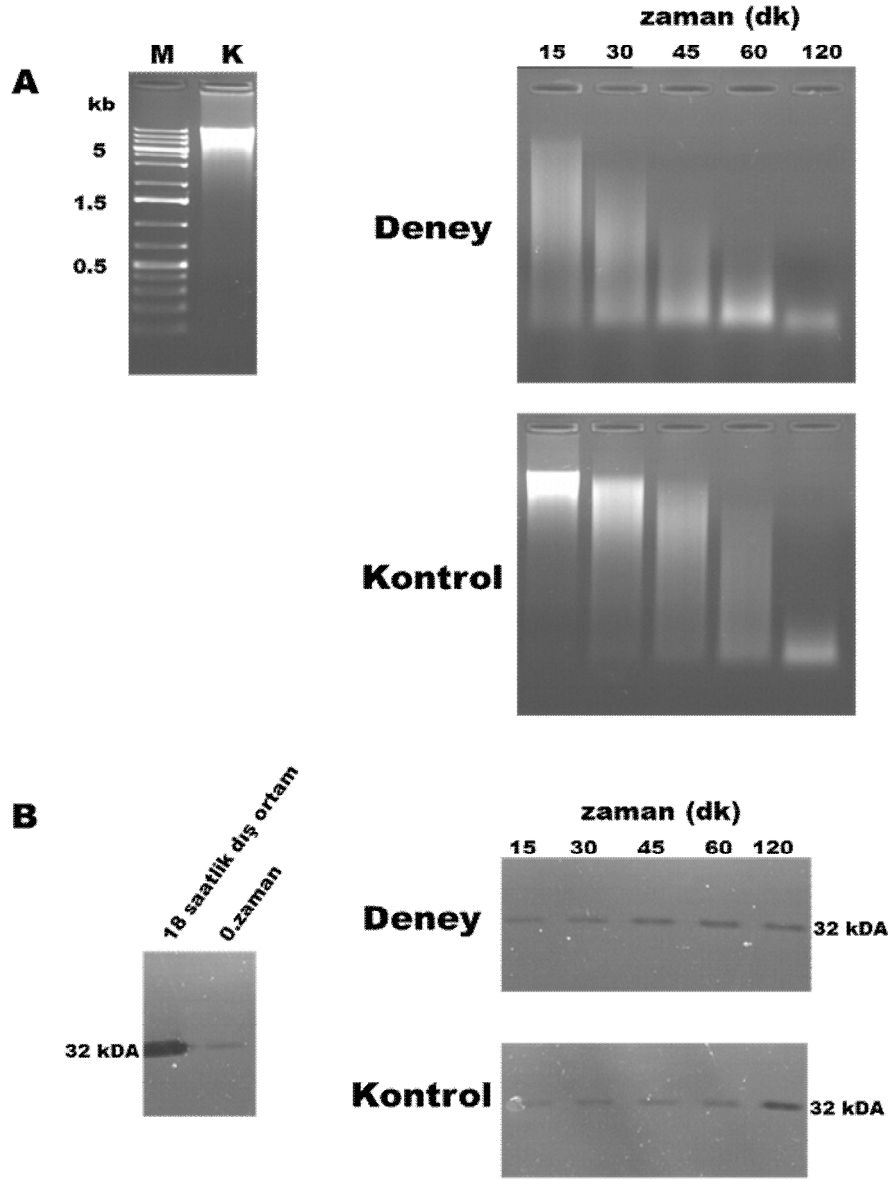 A
M K
kb
5
1.5
0.5
zaman (dk)
15 30 45 60 120
Deney
Kontrol
B
18 saatlik dış ortam
0.zaman
32 kDA
zaman (dk)
15 30 45 60 120
Deney
32 kDA
Kontrol
32 kDA